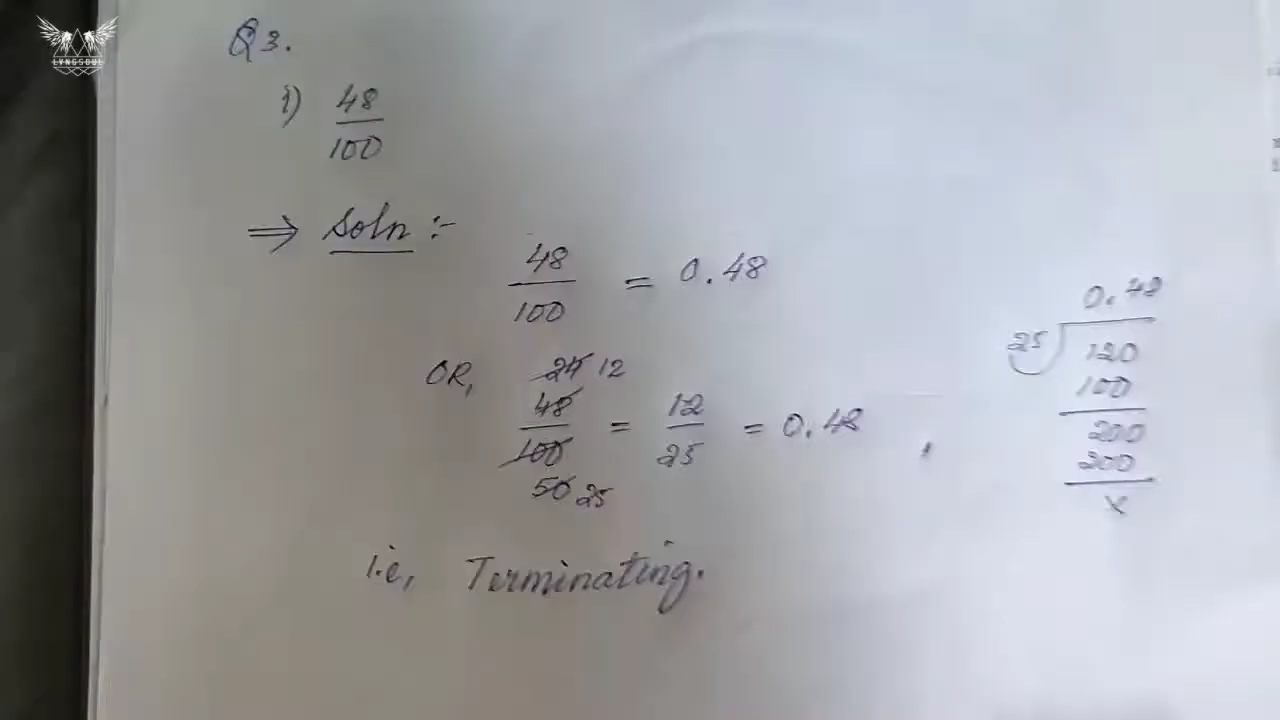 LVNGSOUL
Q3.
i) 48
100
⇒ Soln :-
48
100
= 0.48
OR,
24 12
48
100
50 25
= 12
25
= 0.48 ,
0.48
25
120
100
200
200
x
i.e, Terminating.